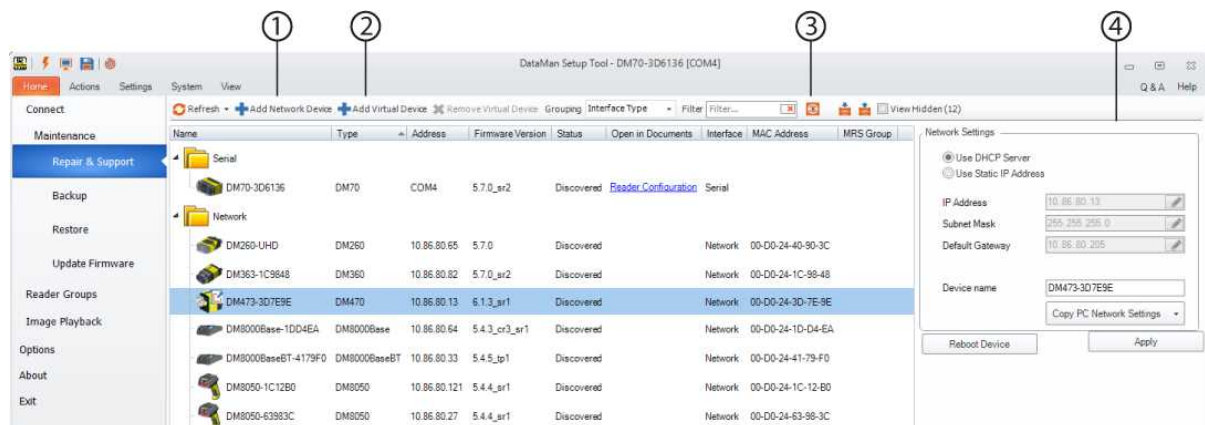 1 2 3 4
DataMan Setup Tool - DM70-3D6136 [COM4]
Home Actions Settings System View Q & A Help
Connect
Maintenance
Repair & Support
Backup
Restore
Update Firmware
Reader Groups
Image Playback
Options
About
Exit
Refresh Add Network Device Add Virtual Device Remove Virtual Device Grouping Interface Type Filter Filter... View Hidden (12)
Name Type Address Firmware Version Status Open in Documents Interface MAC Address MRS Group
Serial
DM70-3D6136 DM70 COM4 5.7.0_sr2 Discovered Reader Configuration Serial
Network
DM260-UHD DM260 10.86.80.65 5.7.0 Discovered Network 00-D0-24-40-90-3C
DM363-1C9848 DM360 10.86.80.82 5.7.0_sr2 Discovered Network 00-D0-24-1C-98-48
DM473-3D7E9E DM470 10.86.80.13 6.1.3_sr1 Discovered Network 00-D0-24-3D-7E-9E
DM8000Base-1DD4EA DM8000Base 10.86.80.64 5.4.3_cr3_sr1 Discovered Network 00-D0-24-1D-D4-EA
DM8000BaseBT-4179F0 DM8000BaseBT 10.86.80.33 5.4.5_tp1 Discovered Network 00-D0-24-41-79-F0
DM8050-1C12B0 DM8050 10.86.80.121 5.4.4_sr1 Discovered Network 00-D0-24-1C-12-B0
DM8050-63983C DM8050 10.86.80.27 5.4.4_sr1 Discovered Network 00-D0-24-63-98-3C
Network Settings
Use DHCP Server
Use Static IP Address
IP Address 10.86.80.13
Subnet Mask 255.255.255.0
Default Gateway 10.86.80.205
Device name DM473-3D7E9E
Copy PC Network Settings
Reboot Device Apply